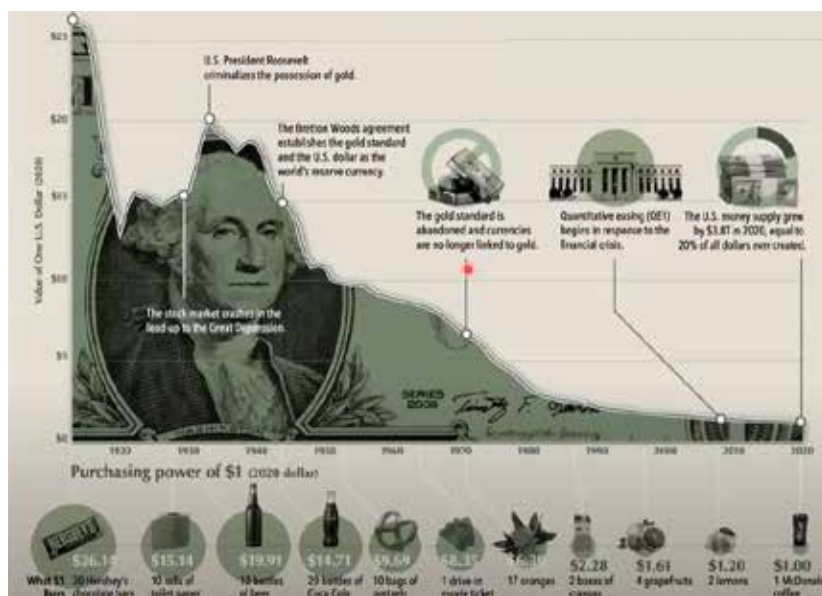 $25
U.S. President Roosevelt
criminalizes the possession of gold.
$20
The Bretton Woods agreement
establishes the gold standard
and the U.S. dollar as the
world's reserve currency.
Value of One U.S. Dollar (2020)
$15
The gold standard is
abandoned and currencies
are no longer linked to gold.
Quantitative easing (QE1)
begins in response to the
financial crisis.
The U.S. money supply grew
by $3.8T in 2020, equal to
20% of all dollars ever created.
$10
The stock market crashes in the
lead-up to the Great Depression.
$5
SERIES
$0
1920 1930 1940 1950 1960 1970 1980 1990 2000 2010 2020
Purchasing power of $1 (2020 dollar)
$26.14 $15.14 $19.91 $14.71 $9.69 $2.28 $1.61 $1.20 $1.00
What $1 Hershey's 10 rolls of 10 bottles 20 bottles of 10 bags of 1 drive-in 17 oranges 2 boxes of 4 grapefruits 2 lemons 1 McDonald
Buys chocolate bars toilet paper of beer Coca Cola pretzels movie ticket coffee